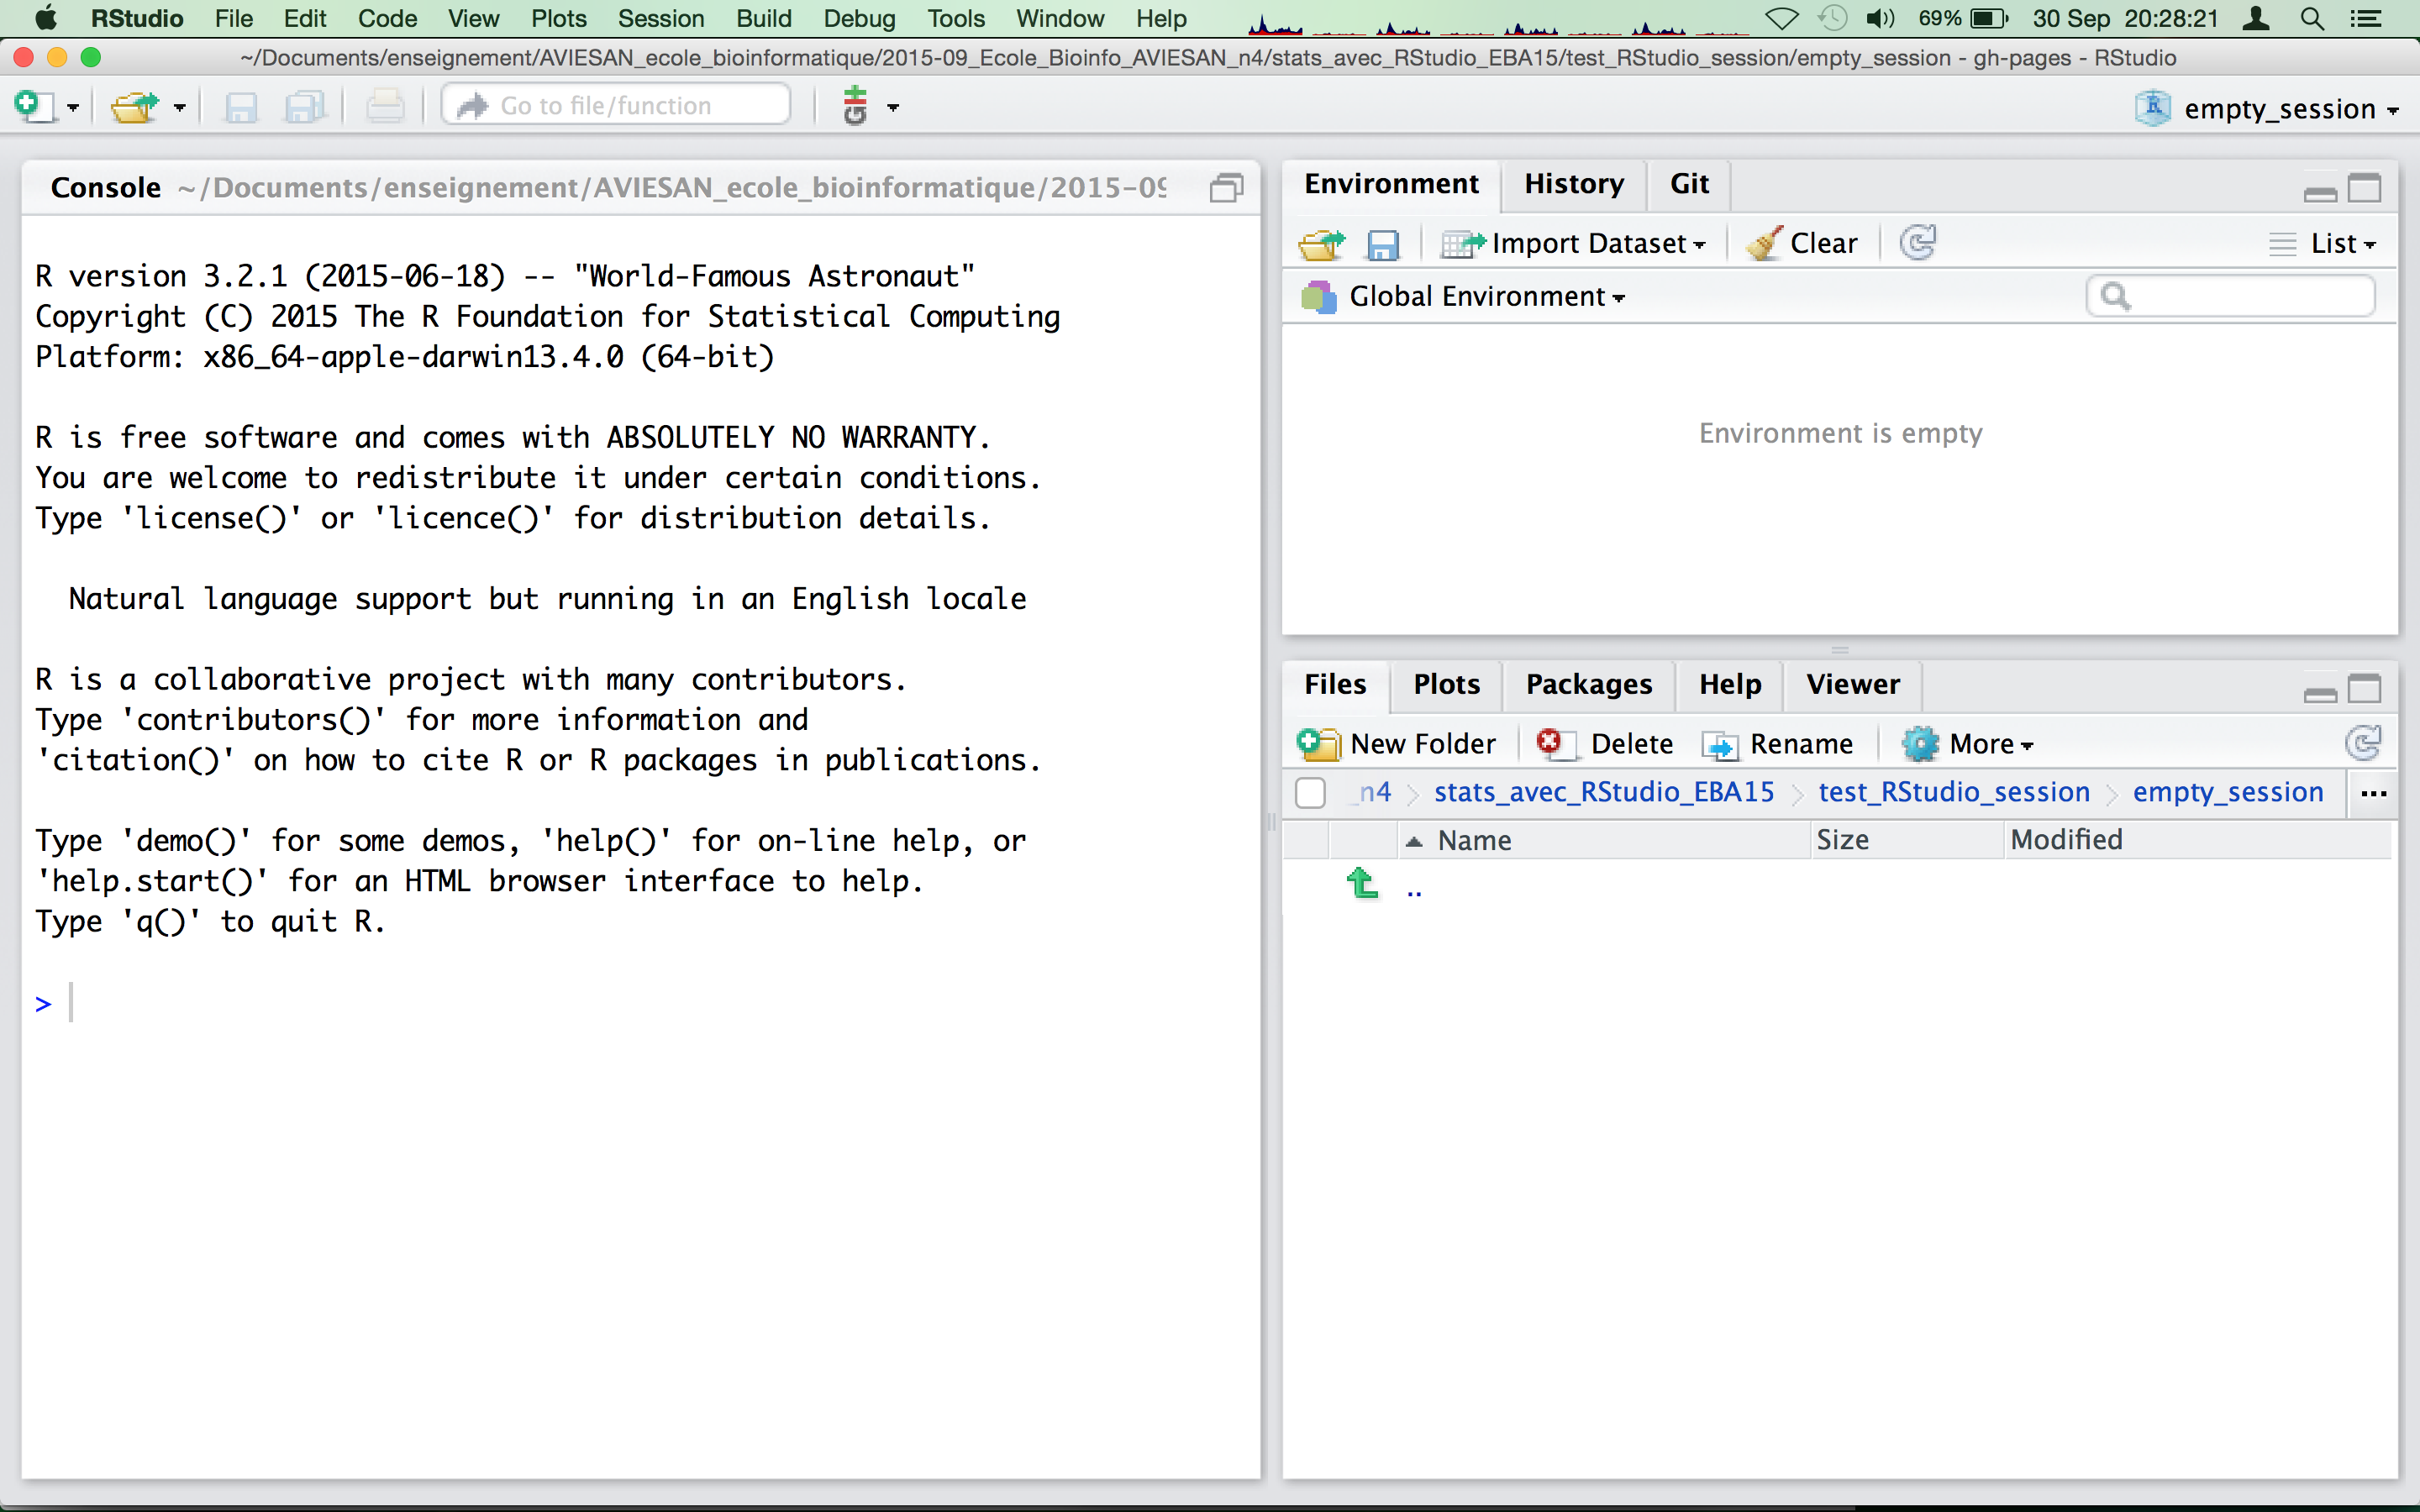 RStudio File Edit Code View Plots Session Build Debug Tools Window Help 69% 30 Sep 20:28:21
~/Documents/enseignement/AVIESAN_ecole_bioinformatique/2015-09_Ecole_Bioinfo_AVIESAN_n4/stats_avec_RStudio_EBA15/test_RStudio_session/empty_session - gh-pages - RStudio
Go to file/function
empty_session
Console ~/Documents/enseignement/AVIESAN_ecole_bioinformatique/2015-09
R version 3.2.1 (2015-06-18) -- "World-Famous Astronaut"
Copyright (C) 2015 The R Foundation for Statistical Computing
Platform: x86_64-apple-darwin13.4.0 (64-bit)
R is free software and comes with ABSOLUTELY NO WARRANTY.
You are welcome to redistribute it under certain conditions.
Type 'license()' or 'licence()' for distribution details.
Natural language support but running in an English locale
R is a collaborative project with many contributors.
Type 'contributors()' for more information and
'citation()' on how to cite R or R packages in publications.
Type 'demo()' for some demos, 'help()' for on-line help, or
'help.start()' for an HTML browser interface to help.
Type 'q()' to quit R.
>
Environment History Git
Import Dataset Clear List
Global Environment
Environment is empty
Files Plots Packages Help Viewer
New Folder Delete Rename More
_n4 stats_avec_RStudio_EBA15 test_RStudio_session empty_session ...
Name Size Modified
..